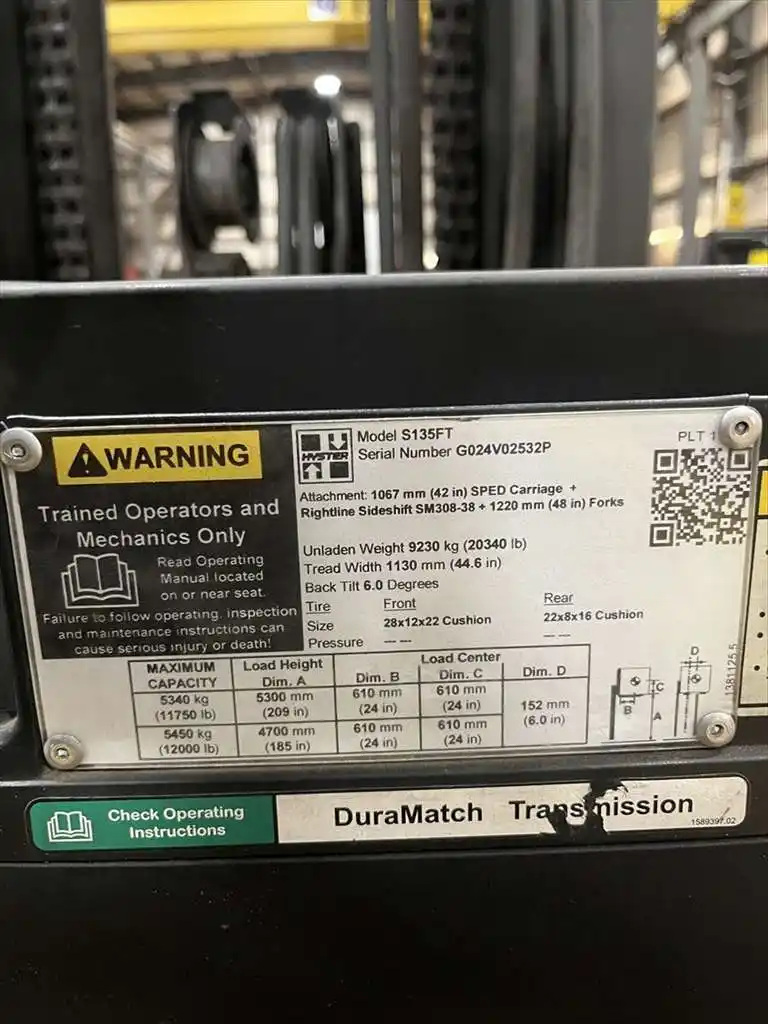 WARNING
Trained Operators and
Mechanics Only
Read Operating
Manual located
on or near seat.
Failure to follow operating, inspection
and maintenance instructions can
cause serious injury or death!
HYSTER
Model S135FT
Serial Number G024V02532P
PLT 1
Attachment: 1067 mm (42 in) SPED Carriage +
Rightline Sideshift SM308-38 + 1220 mm (48 in) Forks
Unladen Weight 9230 kg (20340 lb)
Tread Width 1130 mm (44.6 in)
Back Tilt 6.0 Degrees
Tire Front Rear
Size 28x12x22 Cushion 22x8x16 Cushion
Pressure -- -- -- --
MAXIMUM CAPACITY Load Height Dim. A Load Center Dim. B Dim. C Dim. D
5340 kg 5300 mm 610 mm 610 mm 152 mm
(11750 lb) (209 in) (24 in) (24 in) (6.0 in)
5450 kg 4700 mm 610 mm 610 mm
(12000 lb) (185 in) (24 in) (24 in)
B C A D
1381125.5
Check Operating
Instructions
DuraMatch Transmission
1589397.02